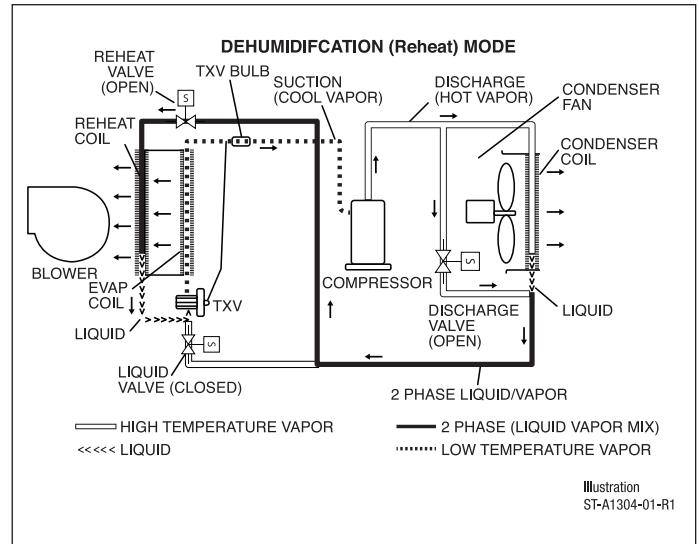 DEHUMIDIFCATION (Reheat) MODE
REHEAT
VALVE
(OPEN)
S
TXV BULB
SUCTION
(COOL VAPOR)
DISCHARGE
(HOT VAPOR)
CONDENSER
FAN
REHEAT
COIL
CONDENSER
COIL
BLOWER
EVAP
COIL
TXV
COMPRESSOR
S
LIQUID
S
LIQUID
VALVE (CLOSED)
DISCHARGE
VALVE
(OPEN)
LIQUID
2 PHASE LIQUID/VAPOR
HIGH TEMPERATURE VAPOR
<<<<< LIQUID
2 PHASE (LIQUID VAPOR MIX)
LOW TEMPERATURE VAPOR
Illustration
ST-A1304-01-R1